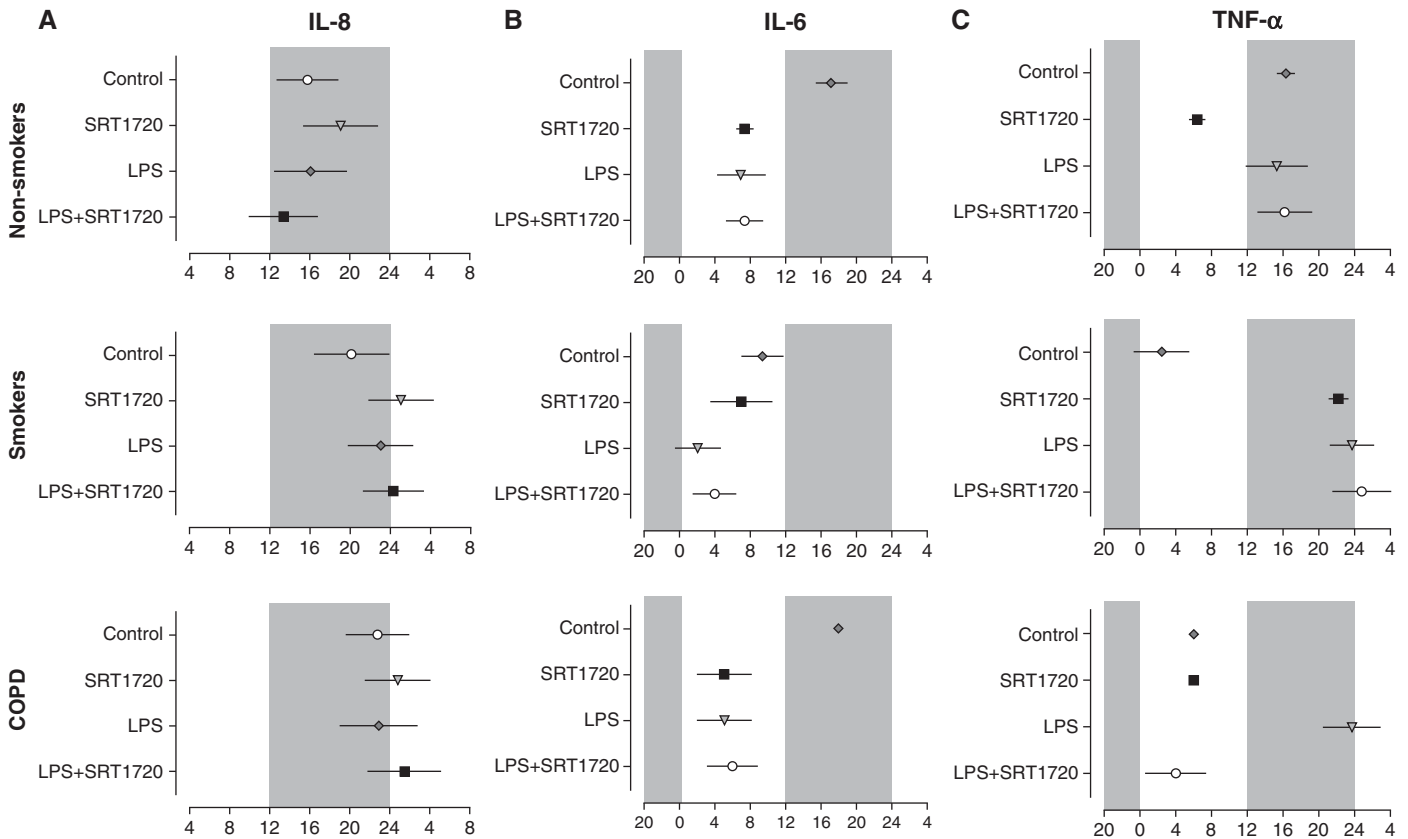 A IL-8
B IL-6
C TNF-α
Non-smokers
Control
SRT1720
LPS
LPS+SRT1720
4 8 12 16 20 24 4 8
Control
SRT1720
LPS
LPS+SRT1720
20 0 4 8 12 16 20 24 4
Control
SRT1720
LPS
LPS+SRT1720
20 0 4 8 12 16 20 24 4
Smokers
Control
SRT1720
LPS
LPS+SRT1720
4 8 12 16 20 24 4 8
Control
SRT1720
LPS
LPS+SRT1720
20 0 4 8 12 16 20 24 4
Control
SRT1720
LPS
LPS+SRT1720
20 0 4 8 12 16 20 24 4
COPD
Control
SRT1720
LPS
LPS+SRT1720
4 8 12 16 20 24 4 8
Control
SRT1720
LPS
LPS+SRT1720
20 0 4 8 12 16 20 24 4
Control
SRT1720
LPS
LPS+SRT1720
20 0 4 8 12 16 20 24 4